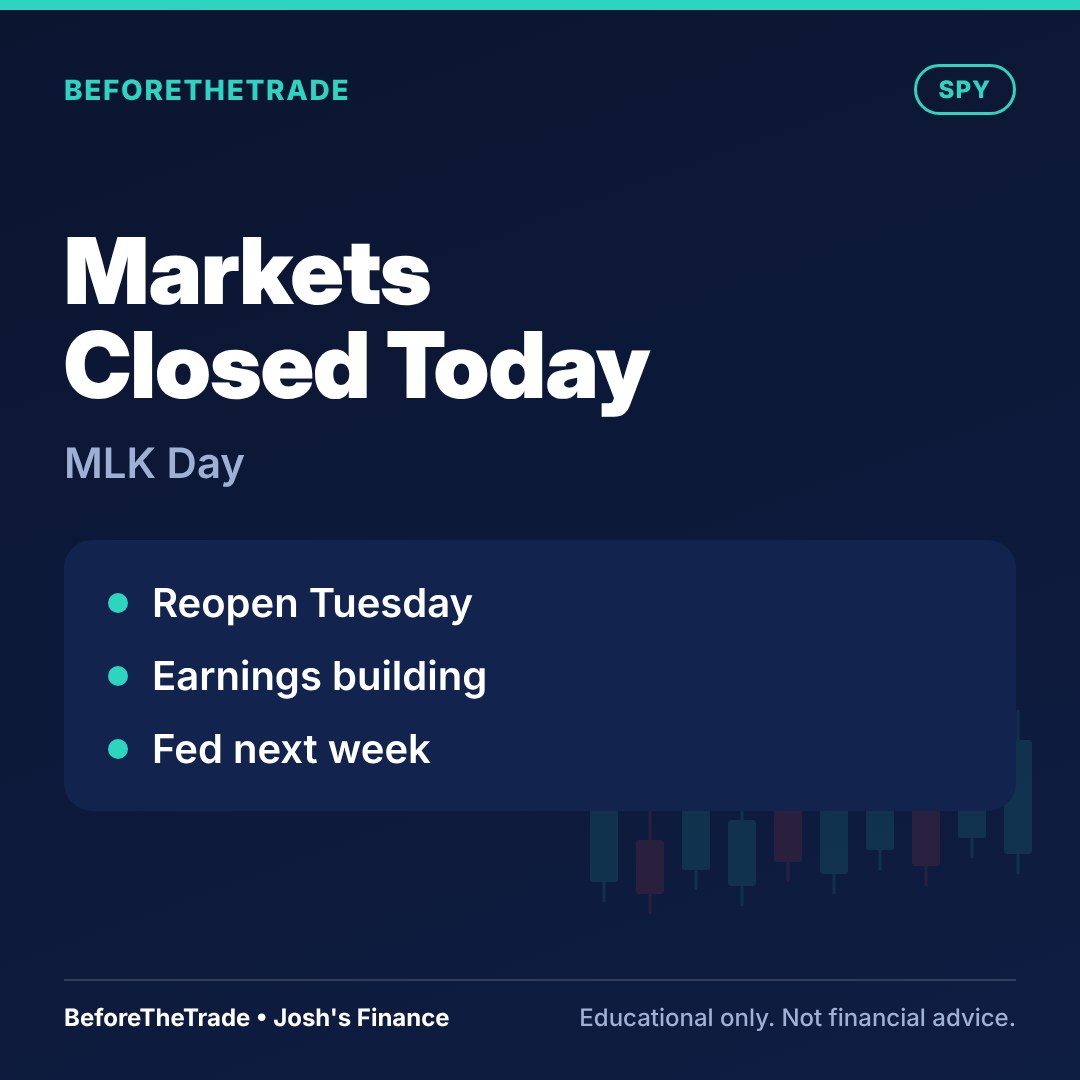 BEFORETHETRADE
SPY
Markets
Closed Today
MLK Day
Reopen Tuesday
Earnings building
Fed next week
BeforeTheTrade • Josh's Finance
Educational only. Not financial advice.